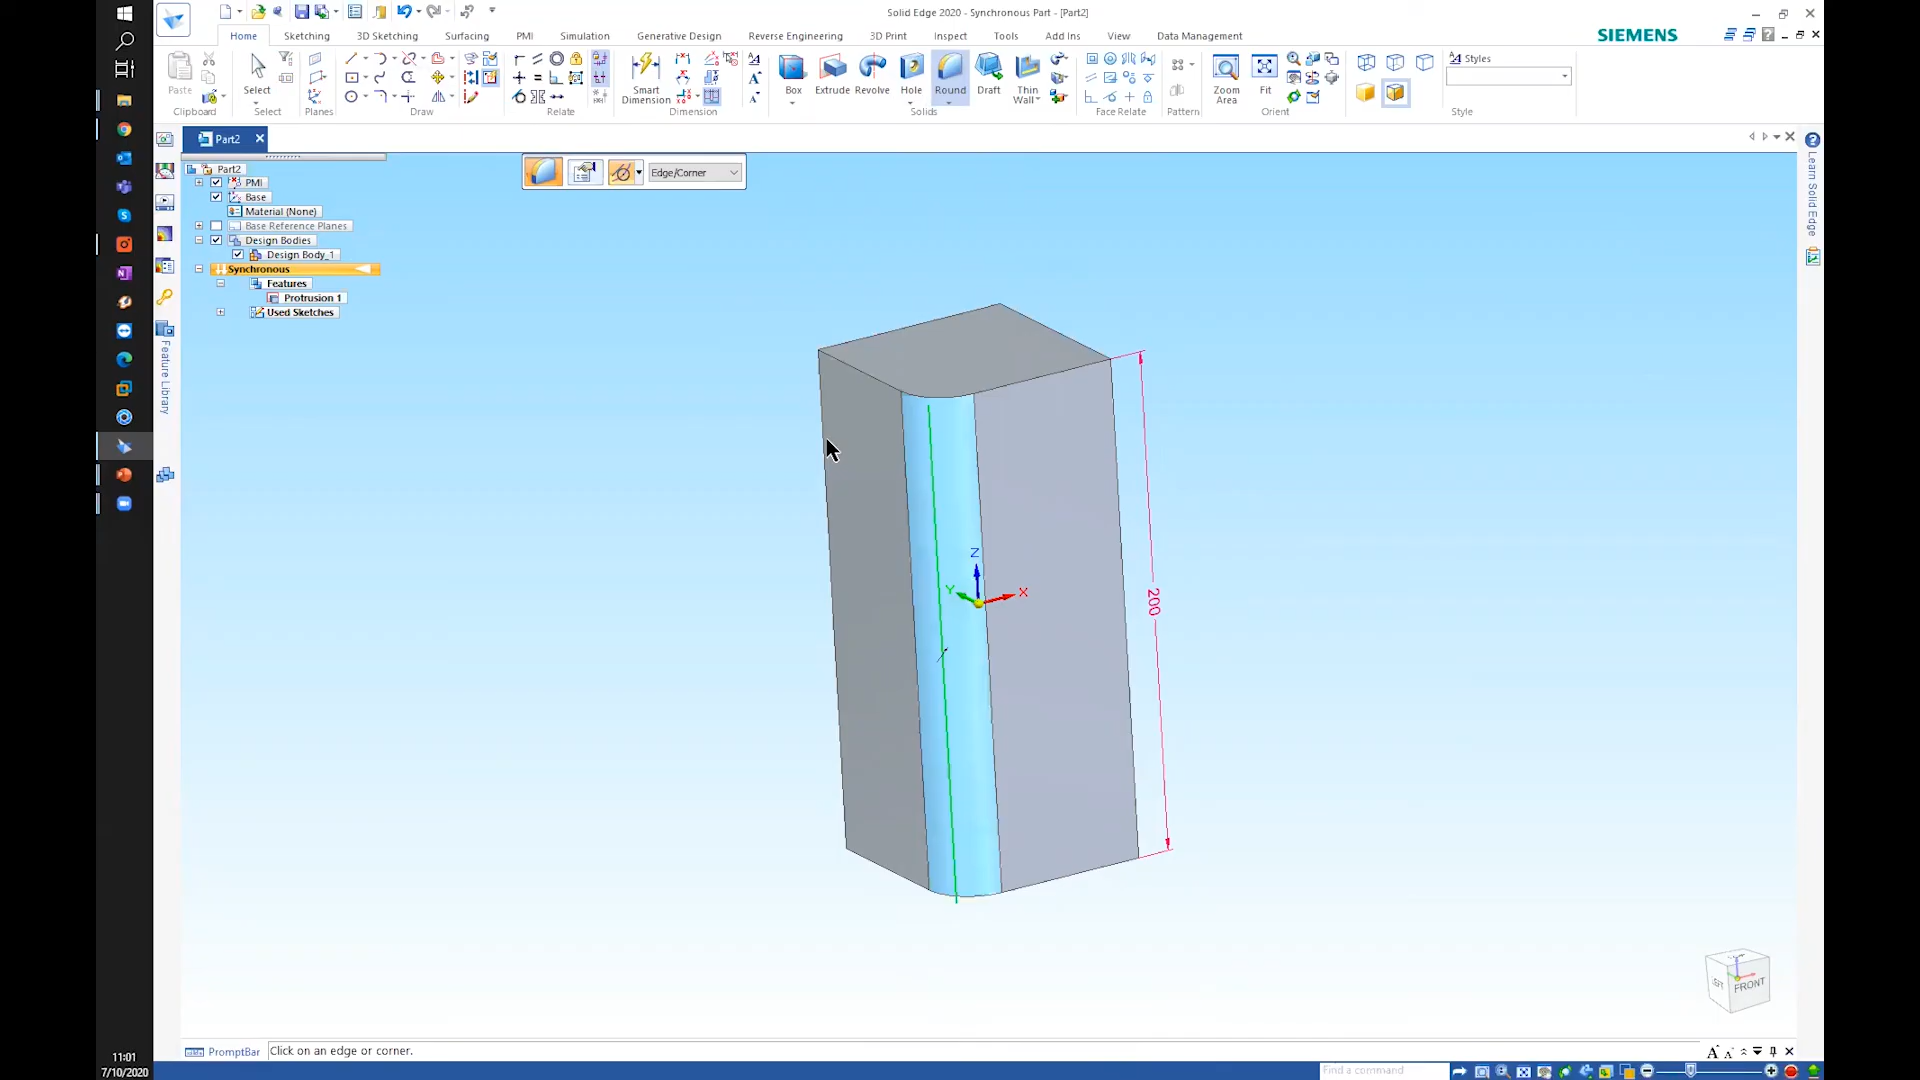 Solid Edge 2020 - Synchronous Part - [Part2]
Home
Sketching
3D Sketching
Surfacing
PMI
Simulation
Generative Design
Reverse Engineering
3D Print
Inspect
Tools
Add Ins
View
Data Management
SIEMENS
Paste
Clipboard
Select
Select
Planes
Draw
Relate
Smart Dimension
Dimension
Box
Extrude
Revolve
Hole
Round
Draft
Thin Wall
Solids
Face Relate
Pattern
Zoom Area
Fit
Orient
Styles
Style
Part2
Edge/Corner
Part2
PMI
Base
Material (None)
Base Reference Planes
Design Bodies
Design Body_1
Synchronous
Features
Protrusion 1
Used Sketches
Feature Library
Learn Solid Edge
Z
Y
X
200
FRONT
PromptBar
Click on an edge or corner.
Find a command
11:01
7/10/2020